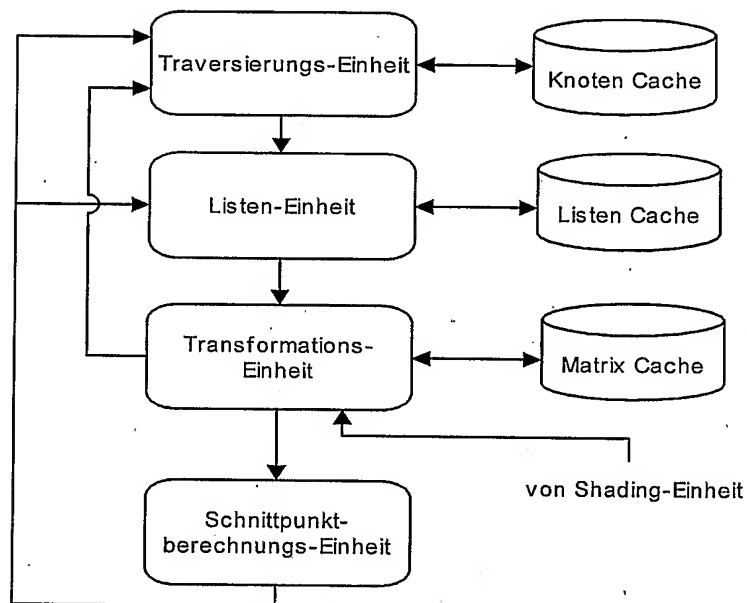 Traversierungs-Einheit
Knoten Cache
Listen-Einheit
Listen Cache
Transformations-
Einheit
Matrix Cache
von Shading-Einheit
Schnittpunkt-
berechnungs-Einheit